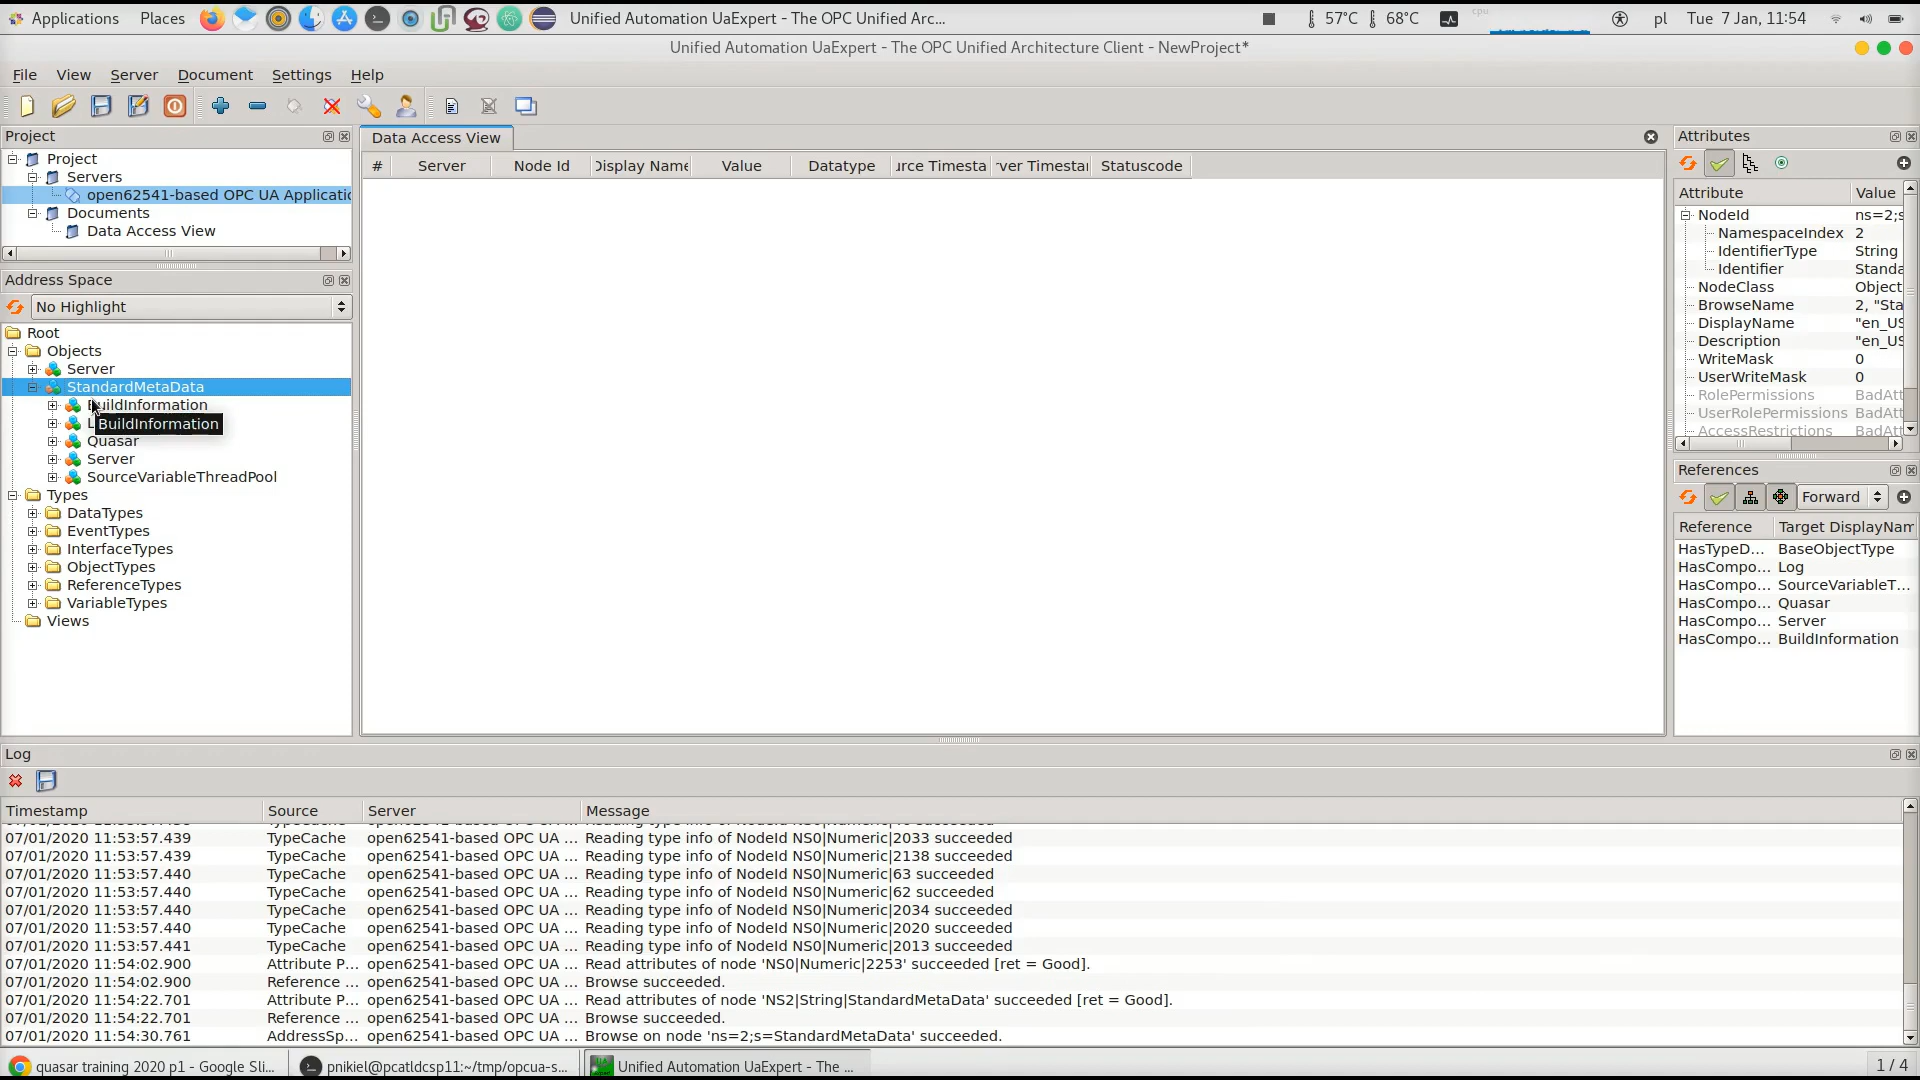 Applications Places Unified Automation UaExpert - The OPC Unified Arc... 57°C 68°C cpu pl Tue 7 Jan, 11:54
Unified Automation UaExpert - The OPC Unified Architecture Client - NewProject*
File View Server Document Settings Help
Project
Project
Servers
open62541-based OPC UA Applicatic
Documents
Data Access View
Address Space
No Highlight
Root
Objects
Server
StandardMetaData
BuildInformation
BuildInformation
L
Quasar
Server
SourceVariableThreadPool
Types
DataTypes
EventTypes
InterfaceTypes
ObjectTypes
ReferenceTypes
VariableTypes
Views
Data Access View
# Server Node Id Display Name Value Datatype urce Timesta ver Timestar Statuscode
Attributes
Attribute Value
NodeId ns=2;s
NamespaceIndex 2
IdentifierType String
Identifier Standa
NodeClass Object
BrowseName 2, "Sta
DisplayName "en_US
Description "en_US
WriteMask 0
UserWriteMask 0
RolePermissions BadAtt
UserRolePermissions BadAtt
AccessRestrictions BadAtt
References
Forward
Reference Target DisplayNam
HasTypeD... BaseObjectType
HasCompo... Log
HasCompo... SourceVariableT...
HasCompo... Quasar
HasCompo... Server
HasCompo... BuildInformation
Log
Timestamp Source Server Message
07/01/2020 11:53:57.439 TypeCache open62541-based OPC UA ... Reading type info of NodeId NS0|Numeric|2033 succeeded
07/01/2020 11:53:57.439 TypeCache open62541-based OPC UA ... Reading type info of NodeId NS0|Numeric|2138 succeeded
07/01/2020 11:53:57.440 TypeCache open62541-based OPC UA ... Reading type info of NodeId NS0|Numeric|63 succeeded
07/01/2020 11:53:57.440 TypeCache open62541-based OPC UA ... Reading type info of NodeId NS0|Numeric|62 succeeded
07/01/2020 11:53:57.440 TypeCache open62541-based OPC UA ... Reading type info of NodeId NS0|Numeric|2034 succeeded
07/01/2020 11:53:57.440 TypeCache open62541-based OPC UA ... Reading type info of NodeId NS0|Numeric|2020 succeeded
07/01/2020 11:53:57.441 TypeCache open62541-based OPC UA ... Reading type info of NodeId NS0|Numeric|2013 succeeded
07/01/2020 11:54:02.900 Attribute P... open62541-based OPC UA ... Read attributes of node 'NS0|Numeric|2253' succeeded [ret = Good].
07/01/2020 11:54:02.900 Reference ... open62541-based OPC UA ... Browse succeeded.
07/01/2020 11:54:22.701 Attribute P... open62541-based OPC UA ... Read attributes of node 'NS2|String|StandardMetaData' succeeded [ret = Good].
07/01/2020 11:54:22.701 Reference ... open62541-based OPC UA ... Browse succeeded.
07/01/2020 11:54:30.761 AddressSp... open62541-based OPC UA ... Browse on node 'ns=2;s=StandardMetaData' succeeded.
quasar training 2020 p1 - Google Sli... pnikiel@pcatldcsp11:~/tmp/opcua-s... Unified Automation UaExpert - The ... 1 / 4